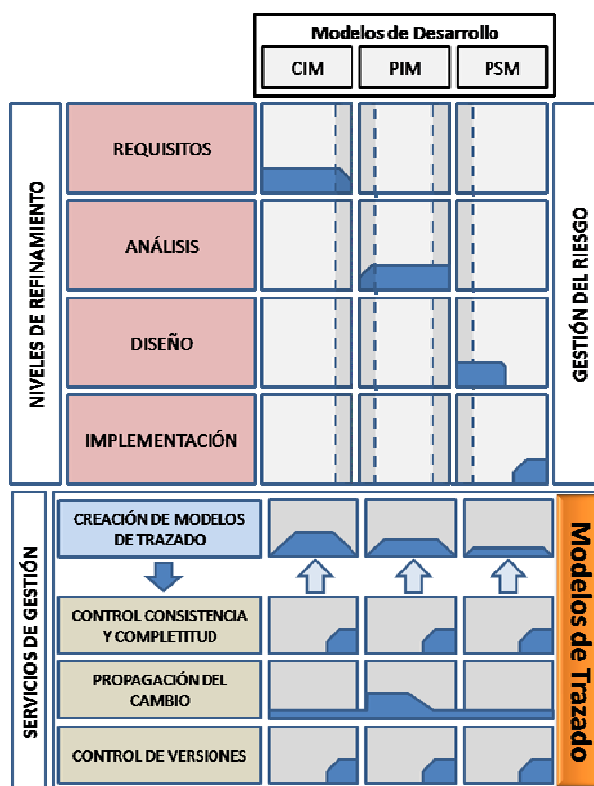 Modelos de Desarrollo
CIM
PIM
PSM
NIVELES DE REFINAMIENTO
REQUISITOS
ANÁLISIS
DISEÑO
IMPLEMENTACIÓN
GESTIÓN DEL RIESGO
SERVICIOS DE GESTIÓN
CREACIÓN DE MODELOS
DE TRAZADO
CONTROL CONSISTENCIA
Y COMPLETITUD
PROPAGACIÓN DEL
CAMBIO
CONTROL DE VERSIONES
Modelos de Trazado